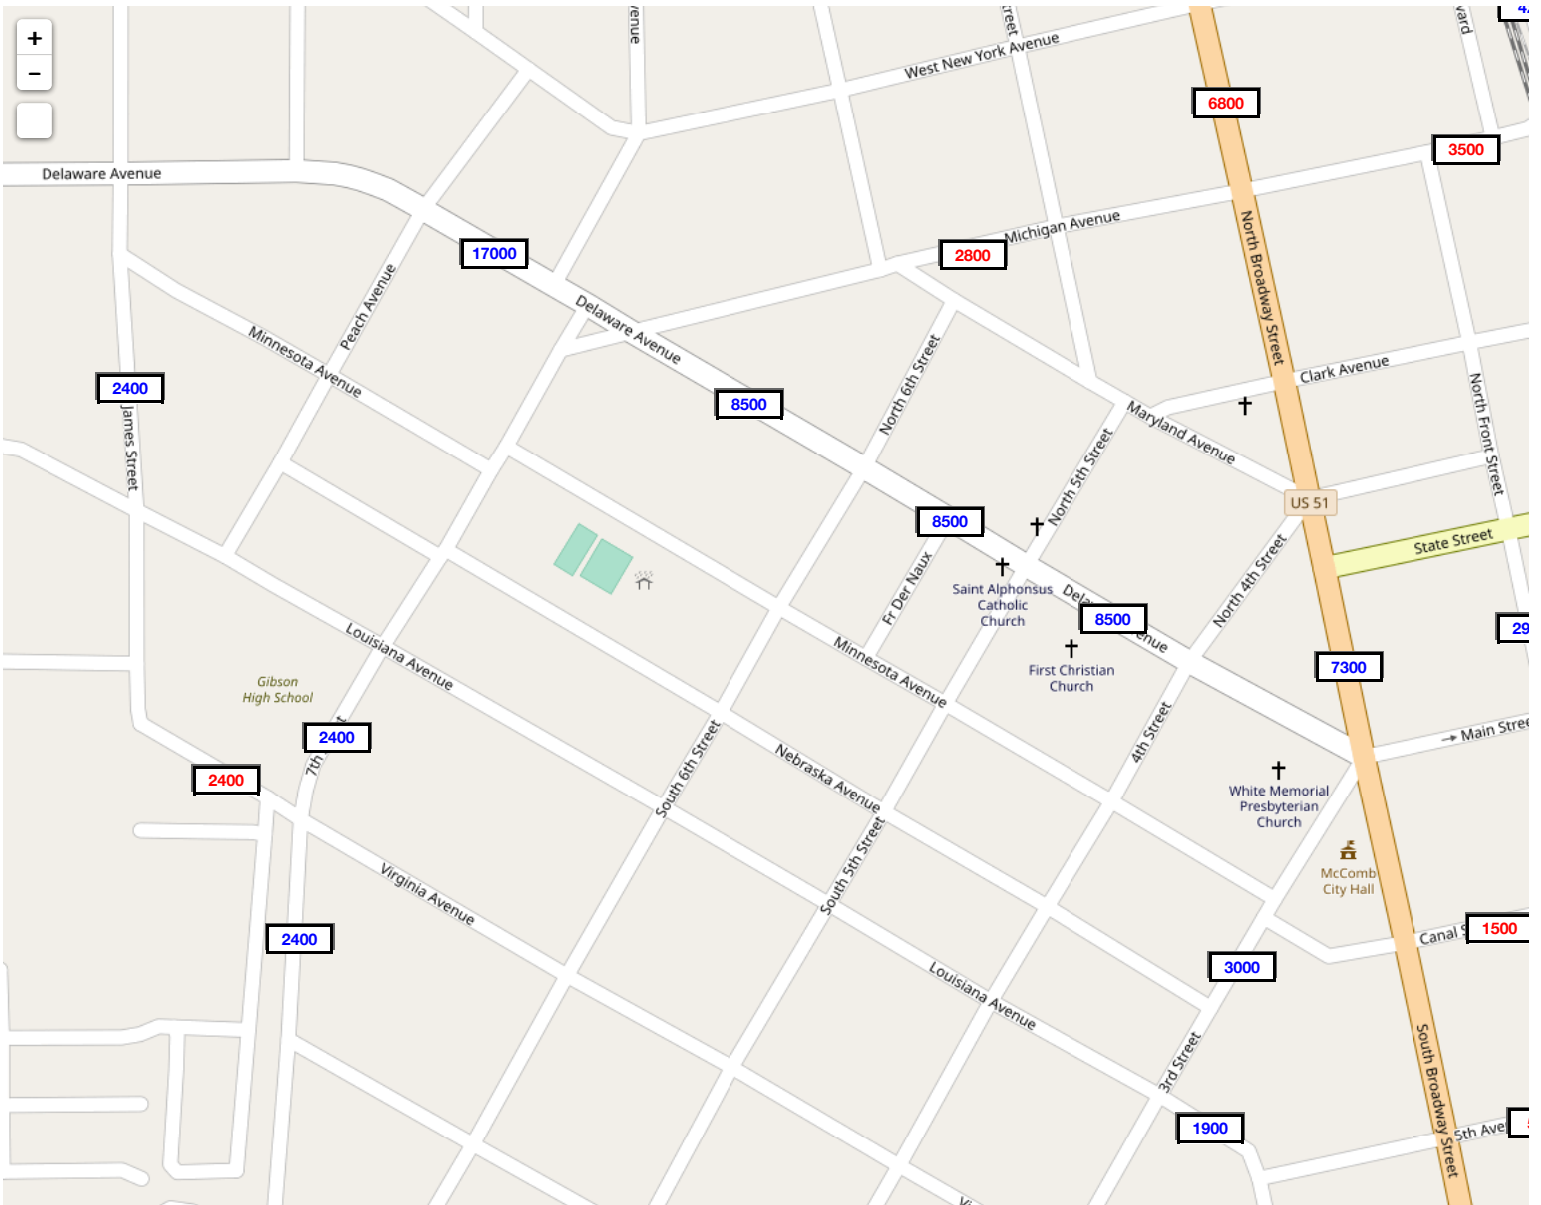 +
−
Delaware Avenue
West New York Avenue
6800
3500
Michigan Avenue
2800
17000
North Broadway Street
Peach Avenue
Delaware Avenue
Minnesota Avenue
2400
James Street
8500
North 6th Street
Clark Avenue
Maryland Avenue
North Front Street
North 5th Street
US 51
8500
State Street
North 4th Street
Fr Der Naux
Saint Alphonsus
Catholic
Church
8500
First Christian
Church
Louisiana Avenue
Minnesota Avenue
7300
Gibson
High School
2400
7th
2400
South 6th Street
Nebraska Avenue
4th Street
→ Main Stree
White Memorial
Presbyterian
Church
South 5th Street
McComb
City Hall
Virginia Avenue
2400
Canal S
1500
3000
Louisiana Avenue
3rd Street
South Broadway Street
1900
5th Ave